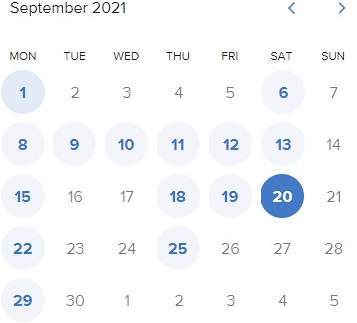 September 2021
MON TUE WED THU FRI SAT SUN
1 2 3 4 5 6 7
8 9 10 11 12 13 14
15 16 17 18 19 20 21
22 23 24 25 26 27 28
29 30 1 2 3 4 5